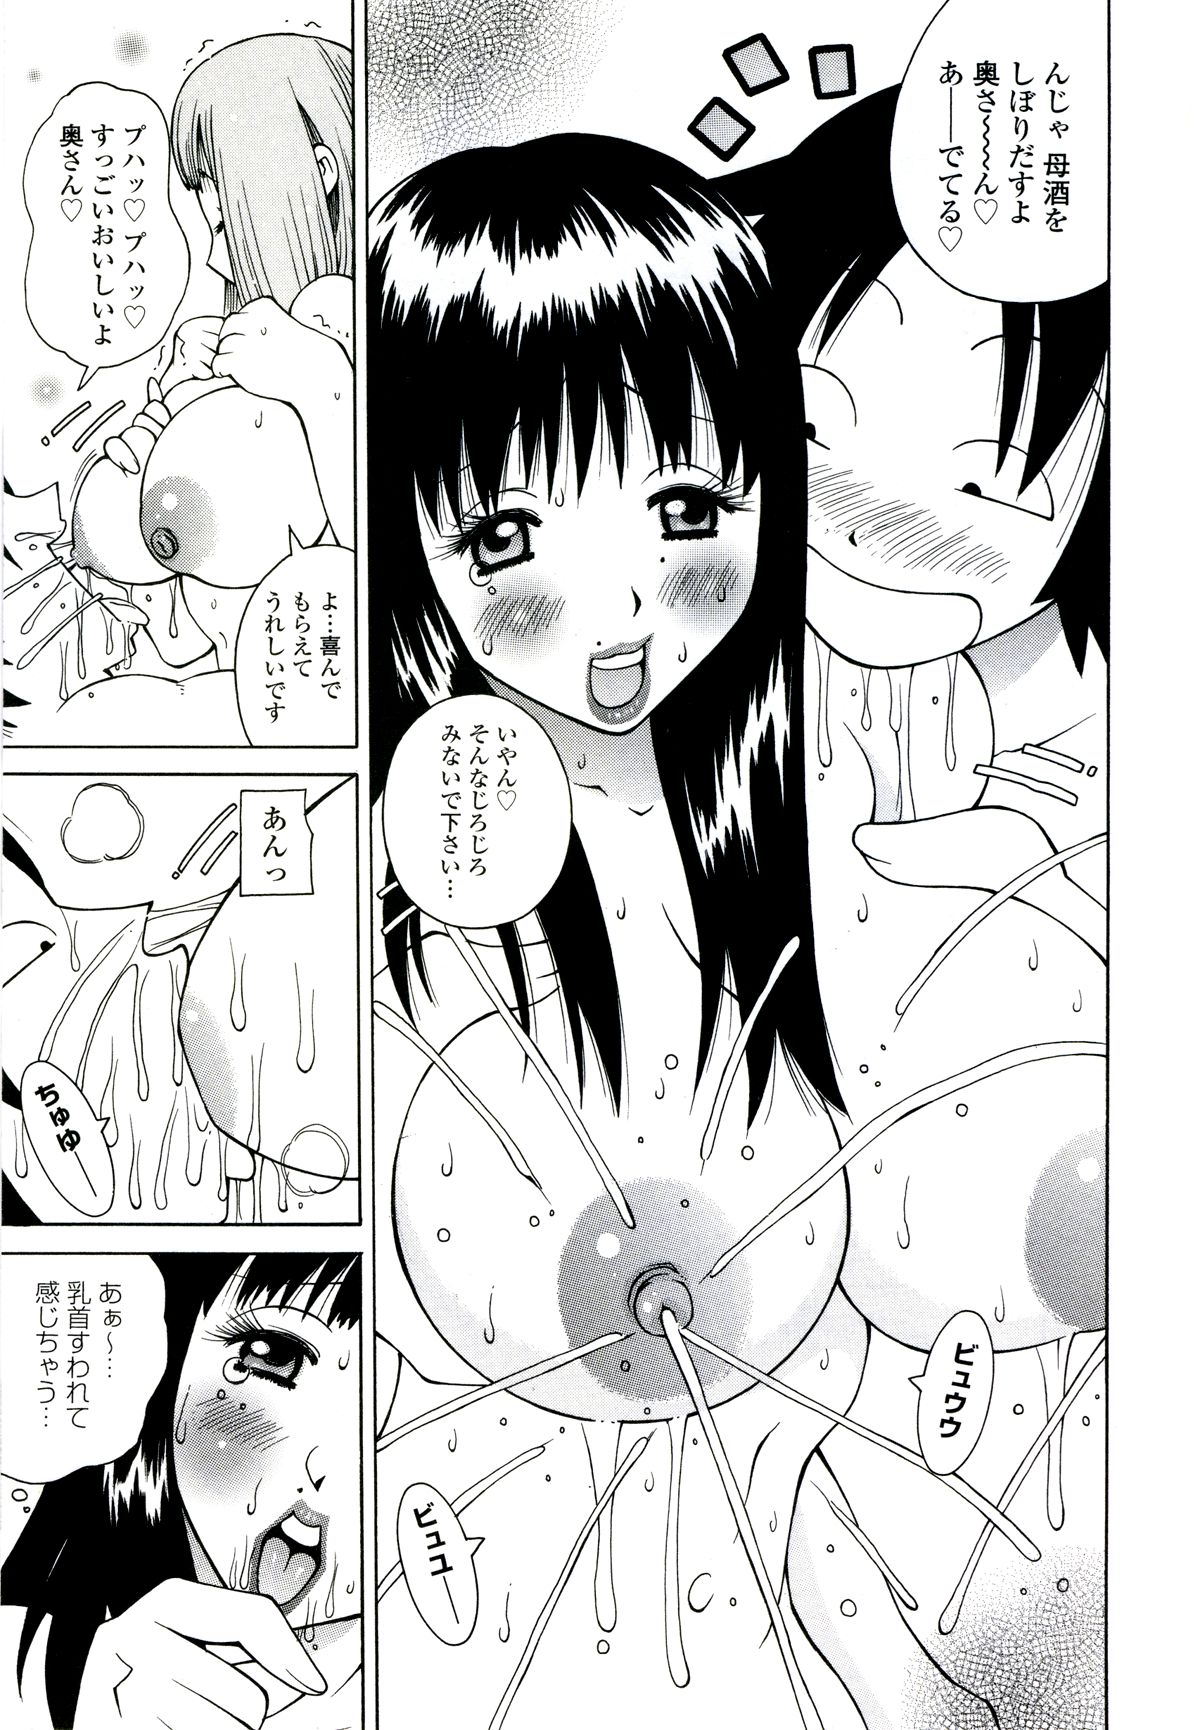 んじゃ 母酒を
しぼりだすよ
奥さ〜〜〜ん♡
あ――でてる♡
いやん♡
そんなじろじろ
みないで下さい…
ビュウウ
ビュユ――
プハッ♡ プハッ♡
すっごいおいしいよ
奥さん♡
よ…喜んで
もらえて
うれしいです
あんっ
ちゅゆ――
あぁ〜…
乳首すわれて
感じちゃう…